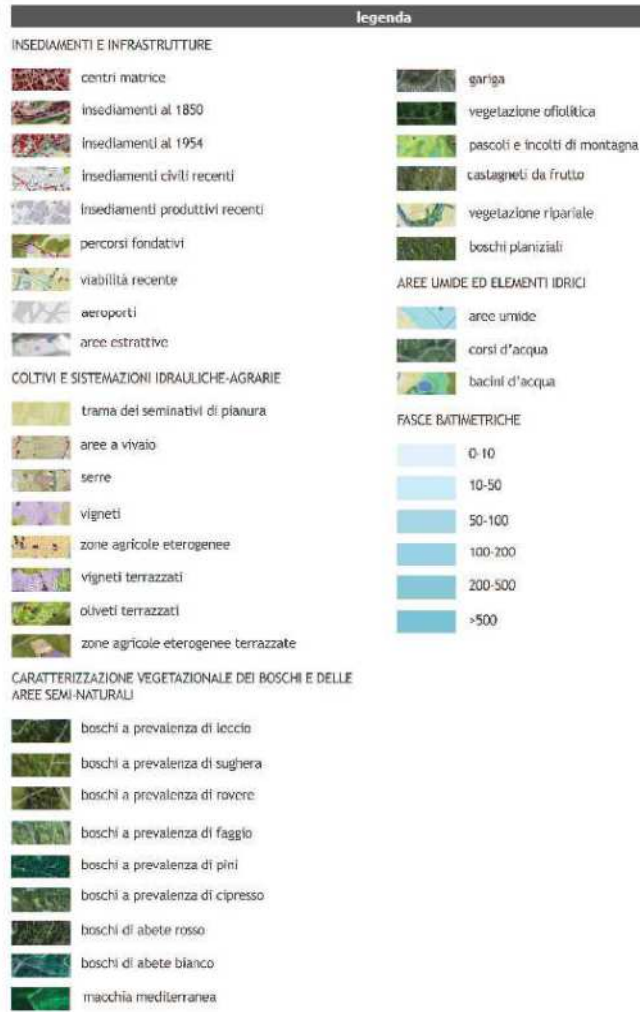 legenda
INSEDIAMENTI E INFRASTRUTTURE
centri matrice
insediamenti al 1850
insediamenti al 1954
insediamenti civili recenti
insediamenti produttivi recenti
percorsi fondativi
viabilità recente
aeroporti
aree estrattive
COLTIVI E SISTEMAZIONI IDRAULICHE-AGRARIE
trama dei seminativi di pianura
aree a vivaio
serre
vigneti
zone agricole eterogenee
vigneti terrazzati
oliveti terrazzati
zone agricole eterogenee terrazzate
CARATTERIZZAZIONE VEGETAZIONALE DEI BOSCHI E DELLE
AREE SEMI-NATURALI
boschi a prevalenza di leccio
boschi a prevalenza di sughera
boschi a prevalenza di rovere
boschi a prevalenza di faggio
boschi a prevalenza di pini
boschi a prevalenza di cipresso
boschi di abete rosso
boschi di abete bianco
macchia mediterranea
gariga
vegetazione ofiolitica
pascoli e incolti di montagna
castagneti da frutto
vegetazione ripariale
boschi planiziali
AREE UMIDE ED ELEMENTI IDRICI
aree umide
corsi d'acqua
bacini d'acqua
FASCE BATIMETRICHE
0-10
10-50
50-100
100-200
200-500
>500